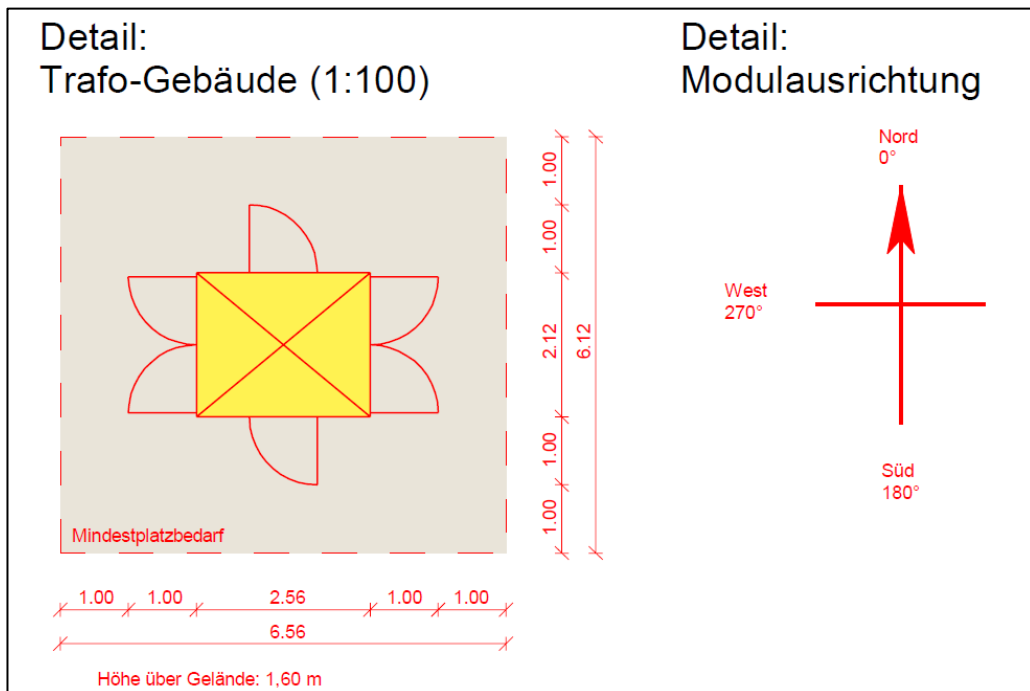 Detail:
Trafo-Gebäude (1:100)
Detail:
Modulausrichtung
Nord
0°
West
270°
Süd
180°
1.00
1.00
2.12
1.00
1.00
6.12
Mindestplatzbedarf
1.00 1.00 2.56 1.00 1.00
6.56
Höhe über Gelände: 1,60 m